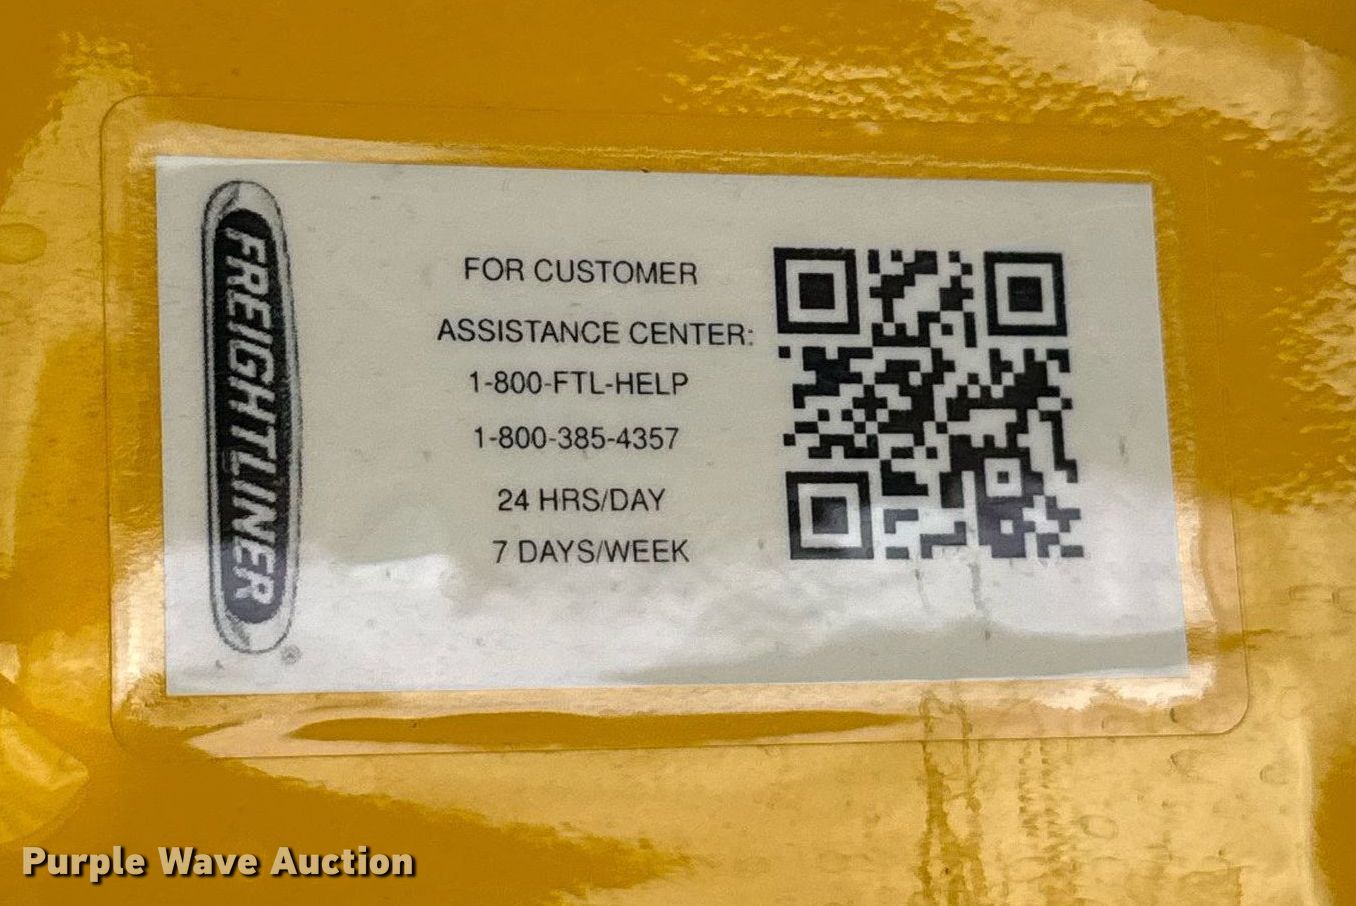 FREIGHTLINER
®
FOR CUSTOMER
ASSISTANCE CENTER:
1-800-FTL-HELP
1-800-385-4357
24 HRS/DAY
7 DAYS/WEEK
Purple Wave Auction